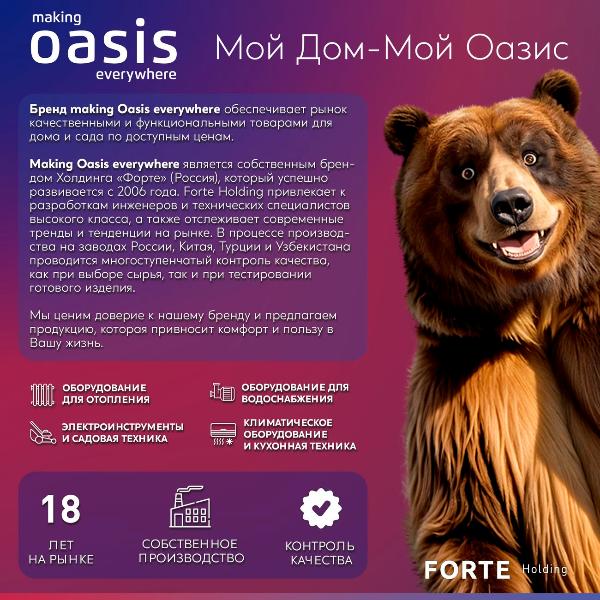 making
oasis
everywhere
Мой Дом-Мой Оазис
Бренд making Oasis everywhere обеспечивает рынок
качественными и функциональными товарами для
дома и сада по доступным ценам.
Making Oasis everywhere является собственным брен-
дом Холдинга «Форте» (Россия), который успешно
развивается с 2006 года. Forte Holding привлекает к
разработкам инженеров и технических специалистов
высокого класса, а также отслеживает современные
тренды и тенденции на рынке. В процессе производ-
ства на заводах России, Китая, Турции и Узбекистана
проводится многоступенчатый контроль качества,
как при выборе сырья, так и при тестировании
готового изделия.
Мы ценим доверие к нашему бренду и предлагаем
продукцию, которая привносит комфорт и пользу в
Вашу жизнь.
ОБОРУДОВАНИЕ
ДЛЯ ОТОПЛЕНИЯ
ОБОРУДОВАНИЕ ДЛЯ
ВОДОСНАБЖЕНИЯ
ЭЛЕКТРОИНСТРУМЕНТЫ
И САДОВАЯ ТЕХНИКА
КЛИМАТИЧЕСКОЕ
ОБОРУДОВАНИЕ
И КУХОННАЯ ТЕХНИКА
18
ЛЕТ
НА РЫНКЕ
СОБСТВЕННОЕ
ПРОИЗВОДСТВО
КОНТРОЛЬ
КАЧЕСТВА
FORTE Holding